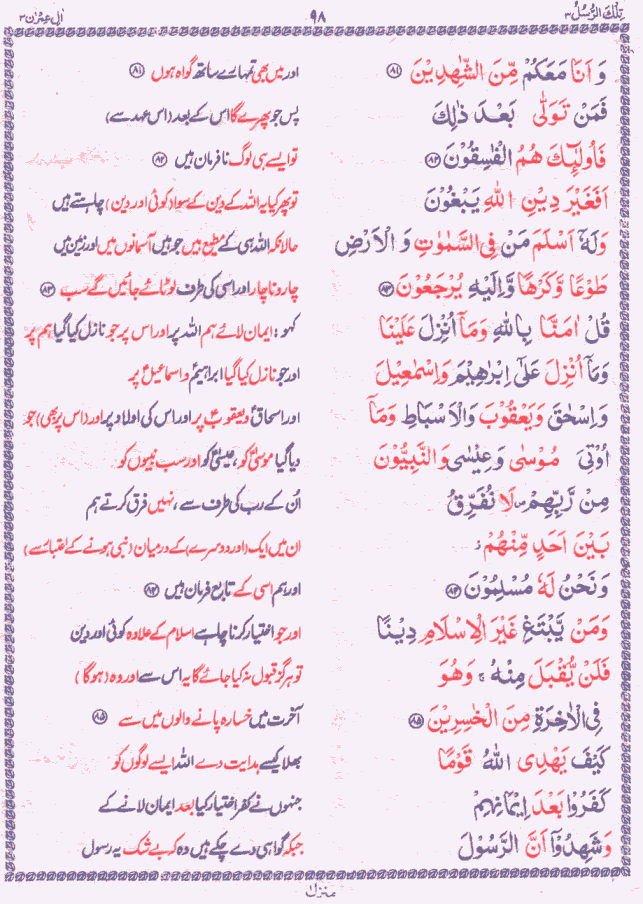 تِلْكَ الرُّسُلُ ۳
۹۸
اٰلِ عِمْرٰن ۳
وَ اَنَا مَعَكُمْ مِّنَ الشّٰهِدِيْنَ ﴿۸۱﴾
اور میں بھی تمہارے ساتھ گواہ ہوں ﴿۸۱﴾
فَمَنْ تَوَلّٰى بَعْدَ ذٰلِكَ
پس جو پھرے گا اس کے بعد (اس عہد سے)
فَاُولٰٓئِكَ هُمُ الْفٰسِقُوْنَ ﴿۸۲﴾
تو ایسے ہی لوگ نافرمان ہیں ﴿۸۲﴾
اَفَغَيْرَ دِيْنِ اللّٰهِ يَبْغُوْنَ
تو پھر کیا یہ اللہ کے دین کے سوا (کوئی اور دین) چاہتے ہیں
وَلَهٗٓ اَسْلَمَ مَنْ فِى السَّمٰوٰتِ وَ الْاَرْضِ
حالانکہ اللہ ہی کے مطیع ہیں جو ہیں آسمانوں میں اور زمین میں
طَوْعًا وَّكَرْهًا وَّاِلَيْهِ يُرْجَعُوْنَ ﴿۸۳﴾
چار و ناچار اور اسی کی طرف لوٹائے جائیں گے سب ﴿۸۳﴾
قُلْ اٰمَنَّا بِاللّٰهِ وَمَآ اُنْزِلَ عَلَيْنَا
کہو: ایمان لائے ہم اللہ پر اور اس پر جو نازل کیا گیا ہم پر
وَمَآ اُنْزِلَ عَلٰٓى اِبْرٰهِيْمَ وَاِسْمٰعِيْلَ
اور جو نازل کیا گیا ابراہیمؑ و اسماعیلؑ پر
وَ اِسْحٰقَ وَيَعْقُوْبَ وَالْاَسْبَاطِ وَمَآ
اور اسحاقؑ و یعقوبؑ پر اور اس کی اولاد پر اور (اس پر بھی) جو
اُوْتِىَ مُوْسٰى وَ عِيْسٰى وَ النَّبِيُّوْنَ
دیا گیا موسیٰؑ کو، عیسیٰؑ کو اور سب نبیوں کو
مِنْ رَّبِّهِمْ ۪ لَا نُفَرِّقُ
اُن کے رب کی طرف سے، نہیں فرق کرتے ہم
بَيْنَ اَحَدٍ مِّنْهُمْ ۡ
ان میں ایک (اور دوسرے) کے درمیان (نبی ہونے کے اعتبار سے)
وَ نَحْنُ لَهٗ مُسْلِمُوْنَ ﴿۸۴﴾
اور ہم اسی کے تابع فرمان ہیں ﴿۸۴﴾
وَمَنْ يَّبْتَغِ غَيْرَ الْاِسْلَامِ دِيْنًا
اور جو اختیار کرنا چاہے اسلام کے علاوہ کوئی اور دین
فَلَنْ يُّقْبَلَ مِنْهُ ۚ وَهُوَ
تو ہرگز قبول نہ کیا جائے گا یہ اس سے اور وہ (ہوگا)
فِى الْاٰخِرَةِ مِنَ الْخٰسِرِيْنَ ﴿۸۵﴾
آخرت میں خسارہ پانے والوں میں سے ﴿۸۵﴾
كَيْفَ يَهْدِى اللّٰهُ قَوْمًا
بھلا کیسے ہدایت دے اللہ ایسے لوگوں کو
كَفَرُوْا بَعْدَ اِيْمَانِهِمْ
جنہوں نے کفر اختیار کیا بعد ایمان لانے کے
وَ شَهِدُوْٓا اَنَّ الرَّسُوْلَ
جبکہ گواہی دے چکے ہیں وہ کہ بے شک یہ رسول
منزل ۱